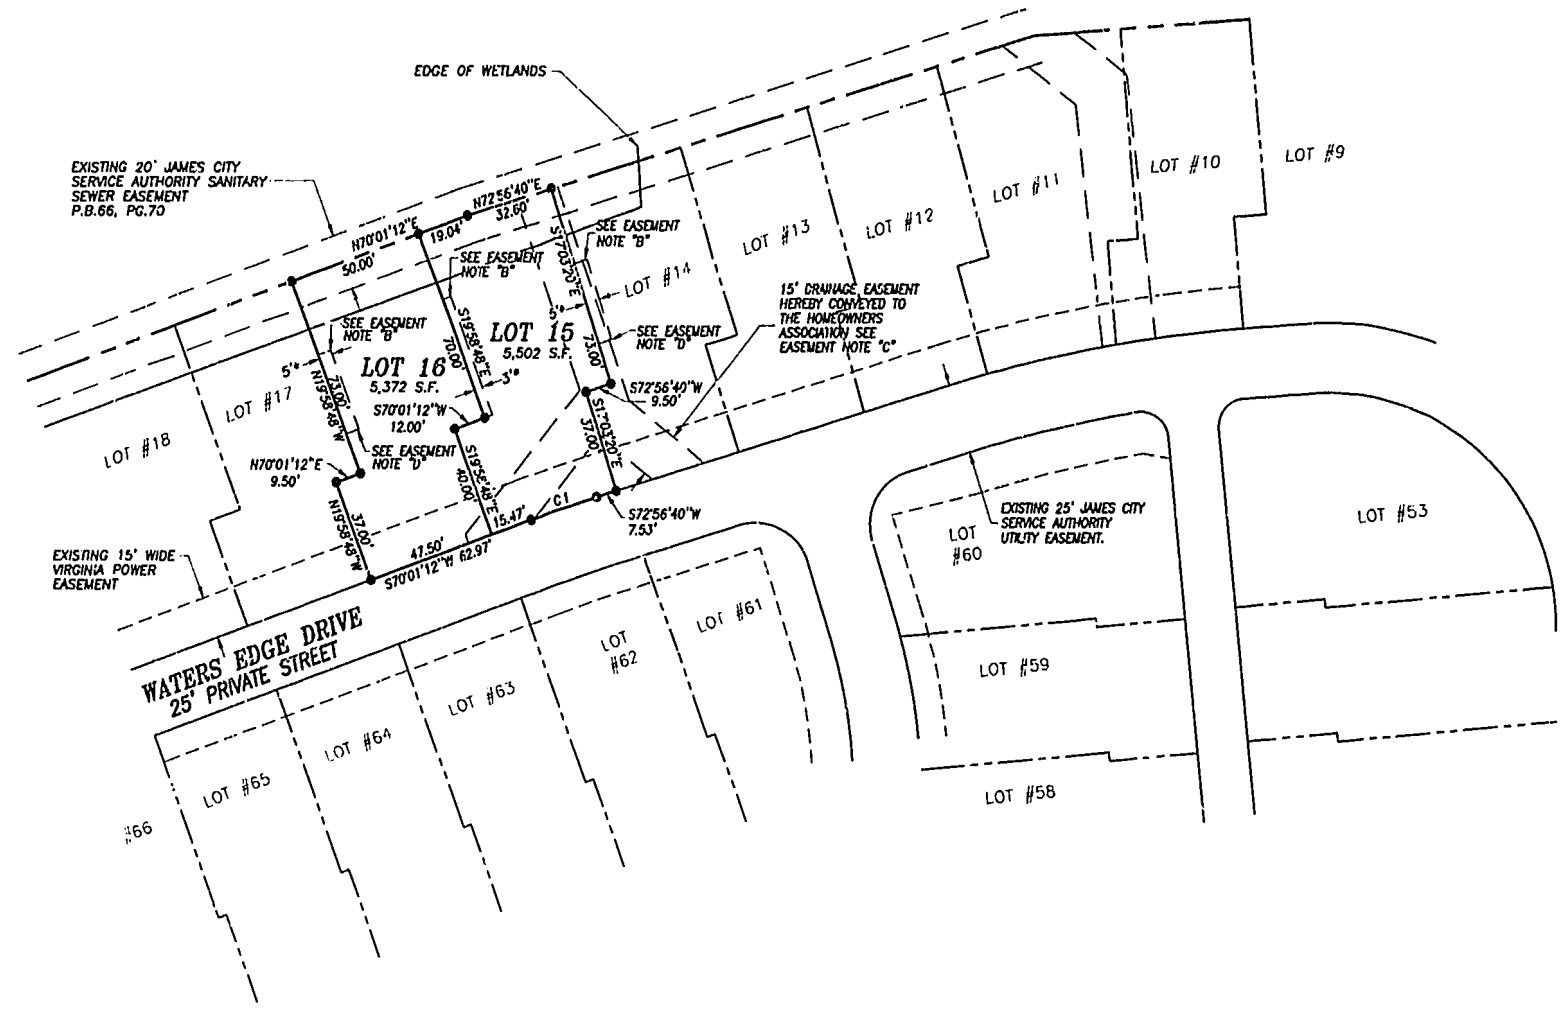 EDGE OF WETLANDS
EXISTING 20' JAMES CITY
SERVICE AUTHORITY SANITARY
SEWER EASEMENT
P.B.66, PG.70
N70°01'12"E
50.00'
19.04'
N72°56'40"E
32.60'
SEE EASEMENT
NOTE "B"
SEE EASEMENT
NOTE "B"
SEE EASEMENT
NOTE "B"
SEE EASEMENT
NOTE "D"
SEE EASEMENT
NOTE "D"
S17°03'20"E
73.00'
5'±
LOT 15
5,502 S.F.
S19°58'48"E
70.00'
3'±
LOT 16
5,372 S.F.
5'±
N19°58'48"W
73.00'
S70°01'12"W
12.00'
N70°01'12"E
9.50'
N19°58'48"W
37.00'
S19°58'48"E
40.00'
S72°56'40"W
9.50'
S17°03'20"E
37.00'
15.47'
C1
S72°56'40"W
7.53'
47.50'
S70°01'12"W 62.97'
15' DRAINAGE EASEMENT
HEREBY CONVEYED TO
THE HOMEOWNERS
ASSOCIATION SEE
EASEMENT NOTE "C"
EXISTING 15' WIDE
VIRGINIA POWER
EASEMENT
EXISTING 25' JAMES CITY
SERVICE AUTHORITY
UTILITY EASEMENT.
WATERS EDGE DRIVE
25' PRIVATE STREET
LOT #9
LOT #10
LOT #11
LOT #12
LOT #13
LOT #14
LOT #17
LOT #18
LOT #53
LOT
#60
LOT #59
LOT #58
LOT #61
LOT
#62
LOT #63
LOT #64
LOT #65
#66